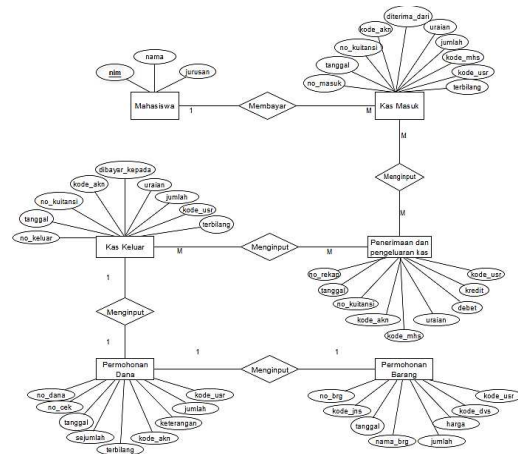 diterima_dari
kode_akn
uraian
nama
no_kuitansi
jumlah
nim
jurusan
kode_mhs
tanggal
kode_usr
no_masuk
terbilang
Mahasiswa
1
Membayar
M
Kas Masuk
M
Menginput
M
dibayar_kepada
kode_akn
uraian
no_kuitansi
jumlah
kode_usr
tanggal
terbilang
no_keluar
Kas Keluar
M
Menginput
M
Penerimaan dan
pengeluaran kas
no_rekap
kode_usr
tanggal
kredit
no_kuitansi
debet
kode_akn
uraian
kode_mhs
1
Menginput
1
Permohonan
Dana
1
Menginput
1
Permohonan
Barang
no_dana
kode_usr
no_cek
jumlah
tanggal
keterangan
sejumlah
kode_akn
terbilang
no_brg
kode_usr
kode_jns
kode_dvs
tanggal
harga
nama_brg
jumlah